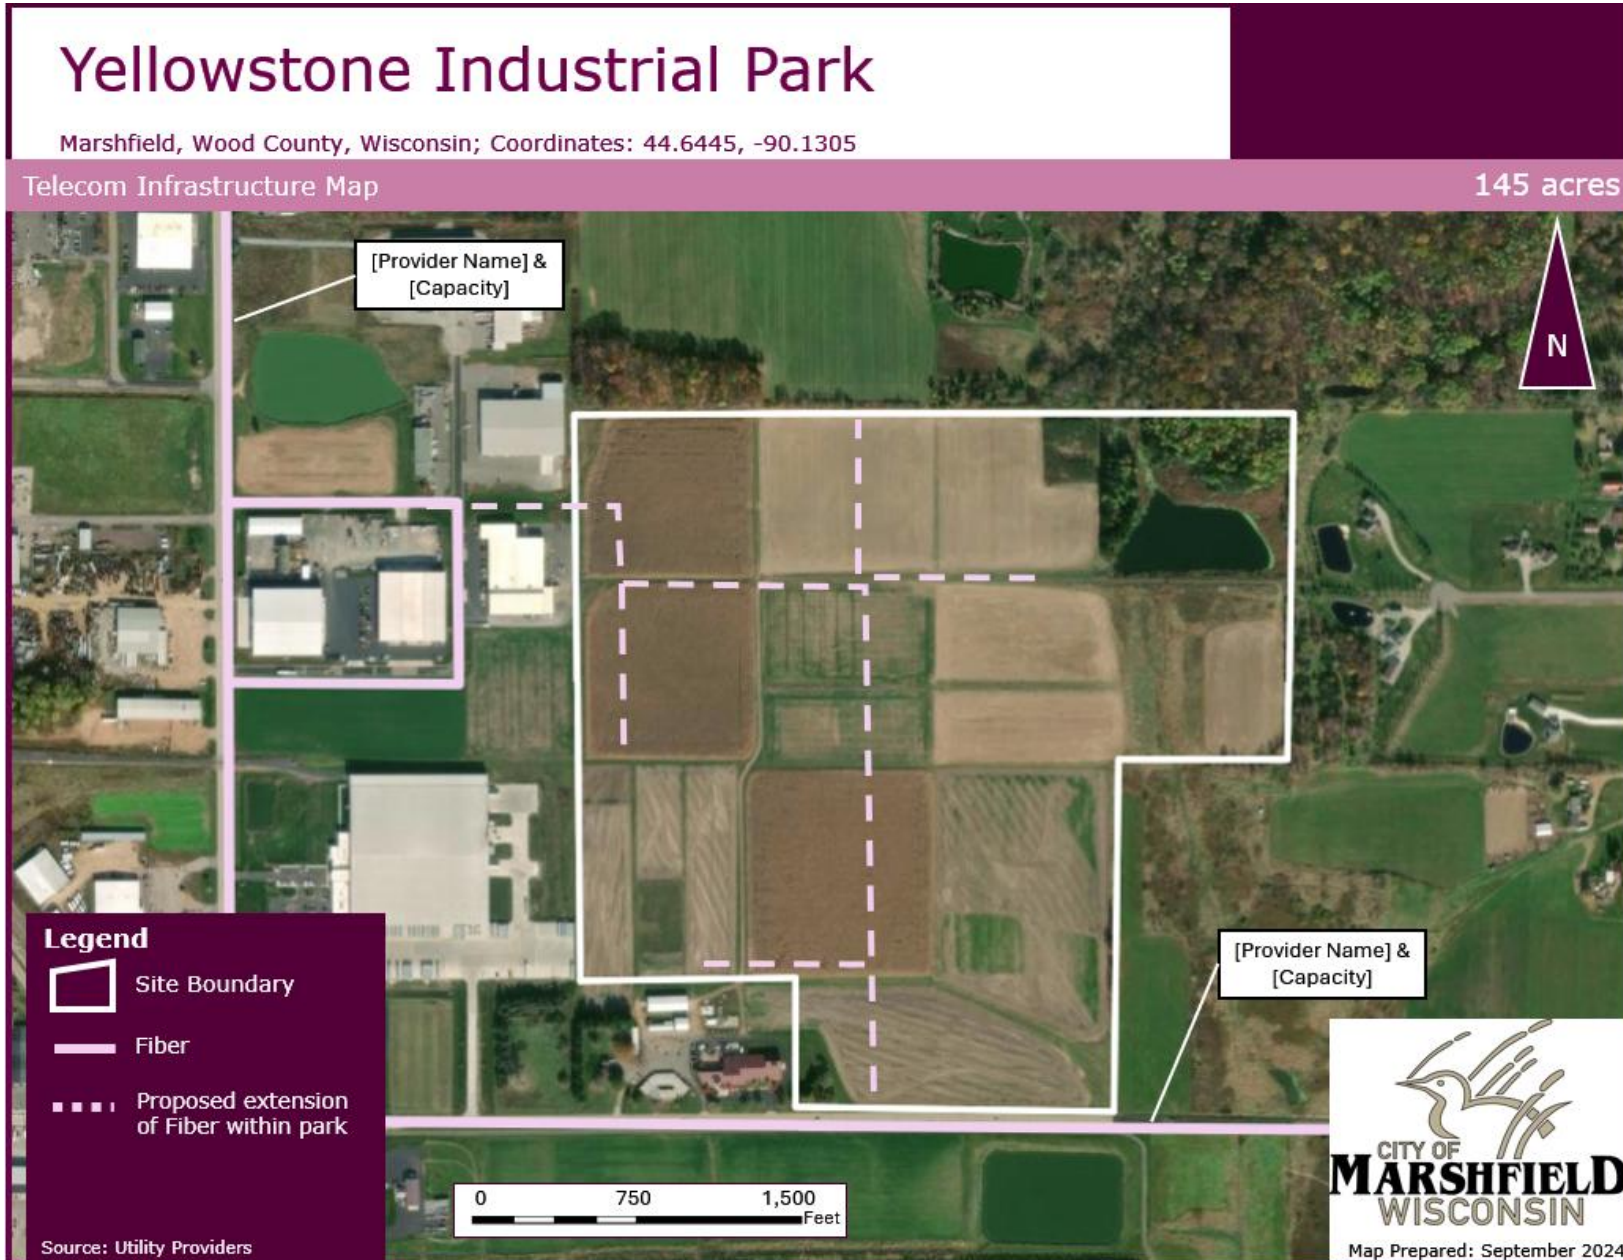 Yellowstone Industrial Park
Marshfield, Wood County, Wisconsin; Coordinates: 44.6445, -90.1305
Telecom Infrastructure Map
145 acres
[Provider Name] &
[Capacity]
N
Legend
Site Boundary
Fiber
Proposed extension
of Fiber within park
Source: Utility Providers
0 750 1,500
Feet
[Provider Name] &
[Capacity]
CITY OF
MARSHFIELD
WISCONSIN
Map Prepared: September 2024